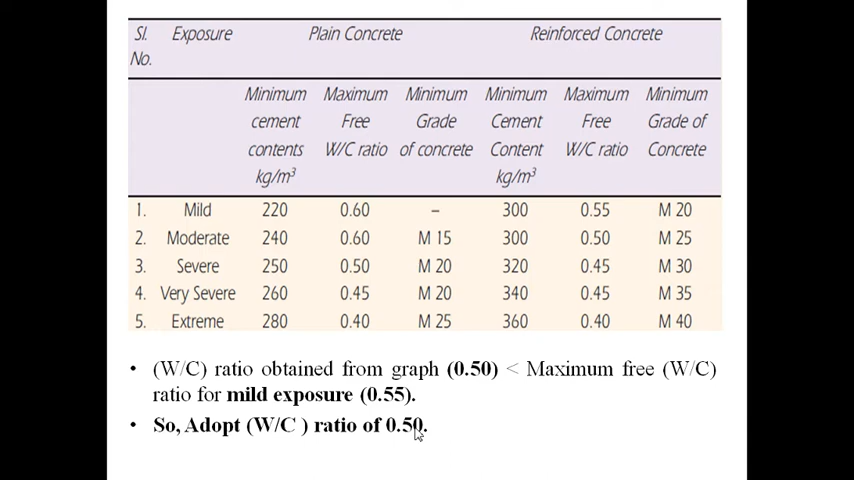 Sl. Exposure Plain Concrete Reinforced Concrete
No.
Minimum Maximum Minimum Minimum Maximum Minimum
cement Free Grade Cement Free Grade of
contents W/C ratio of concrete Content W/C ratio Concrete
kg/m³ kg/m³
1. Mild 220 0.60 – 300 0.55 M 20
2. Moderate 240 0.60 M 15 300 0.50 M 25
3. Severe 250 0.50 M 20 320 0.45 M 30
4. Very Severe 260 0.45 M 20 340 0.45 M 35
5. Extreme 280 0.40 M 25 360 0.40 M 40
• (W/C) ratio obtained from graph (0.50) < Maximum free (W/C)
ratio for mild exposure (0.55).
• So, Adopt (W/C ) ratio of 0.50.